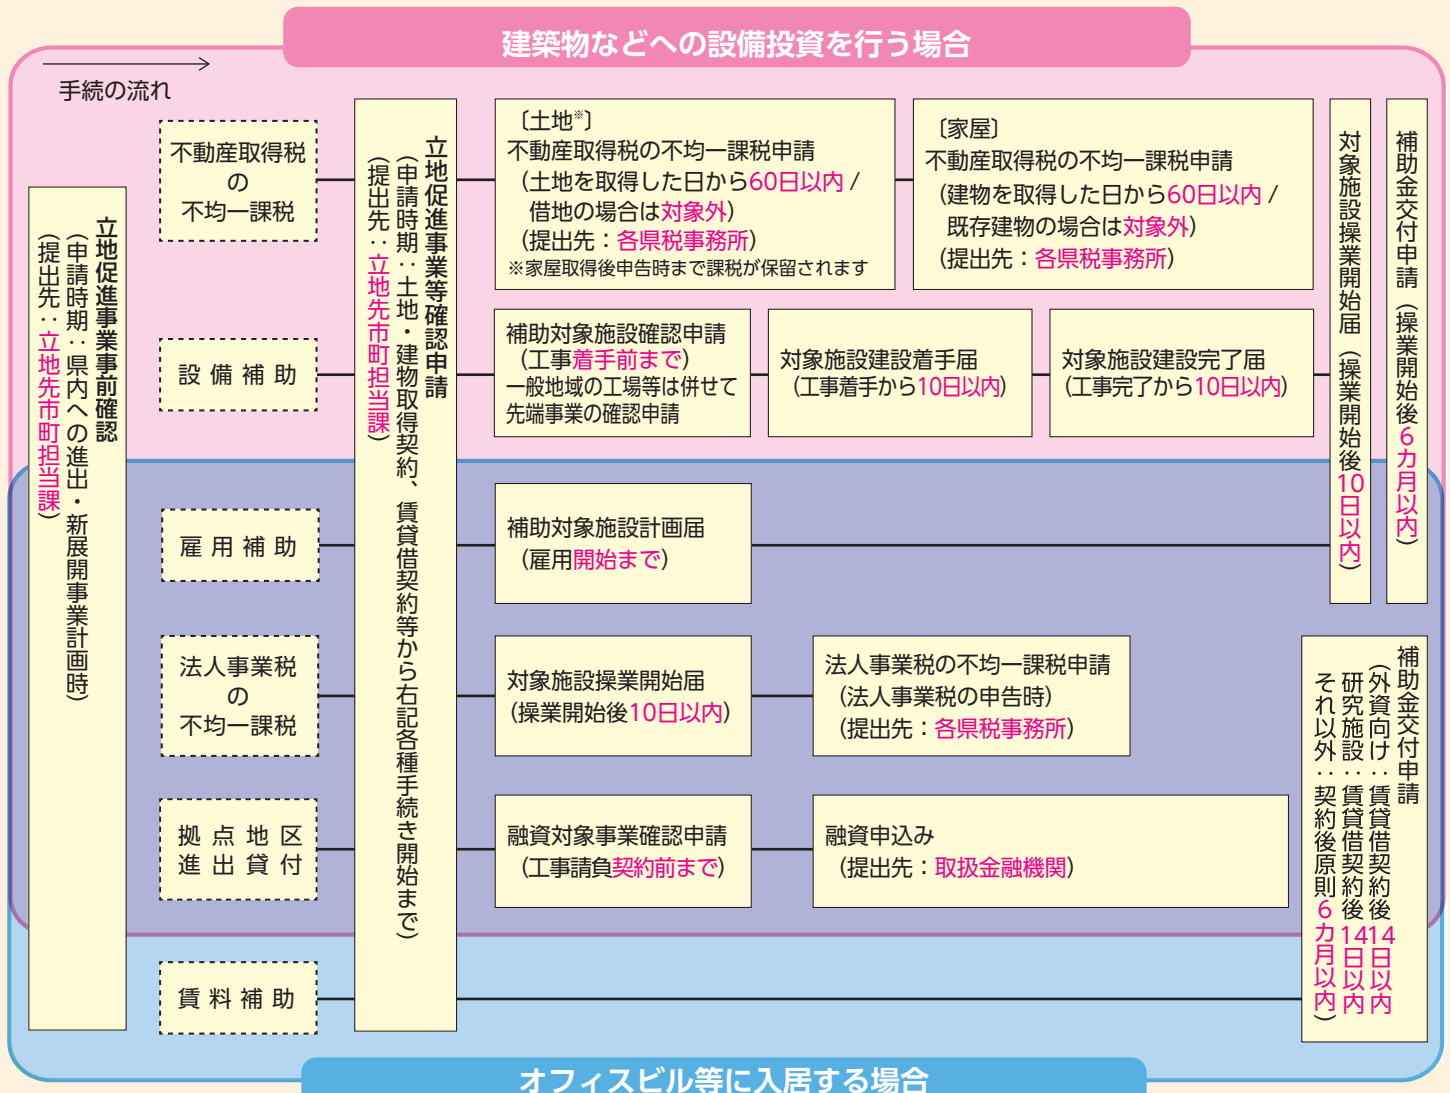 建築物などへの設備投資を行う場合
手続の流れ
立地促進事業事前確認
（申請時期：県内への進出・新展開事業計画時）
（提出先：立地先市町担当課）
不動産取得税
の
不均一課税
設備補助
雇用補助
法人事業税
の
不均一課税
拠点地区
進出貸付
賃料補助
立地促進事業等確認申請
（申請時期：土地・建物取得契約、賃貸借契約等から右記各種手続き開始まで）
（提出先：立地先市町担当課）
〔土地※〕
不動産取得税の不均一課税申請
（土地を取得した日から60日以内 /
借地の場合は対象外）
（提出先：各県税事務所）
※家屋取得後申告時まで課税が保留されます
〔家屋〕
不動産取得税の不均一課税申請
（建物を取得した日から60日以内 /
既存建物の場合は対象外）
（提出先：各県税事務所）
補助対象施設確認申請
（工事着手前まで）
一般地域の工場等は併せて
先端事業の確認申請
対象施設建設着手届
（工事着手から10日以内）
対象施設建設完了届
（工事完了から10日以内）
補助対象施設計画届
（雇用開始まで）
対象施設操業開始届（操業開始後10日以内）
補助金交付申請（操業開始後6カ月以内）
対象施設操業開始届
（操業開始後10日以内）
法人事業税の不均一課税申請
（法人事業税の申告時）
（提出先：各県税事務所）
融資対象事業確認申請
（工事請負契約前まで）
融資申込み
（提出先：取扱金融機関）
補助金交付申請
（外資向け：賃貸借契約後14日以内
研究施設：賃貸借契約後14日以内
それ以外：契約後原則6カ月以内）
オフィスビル等に入居する場合